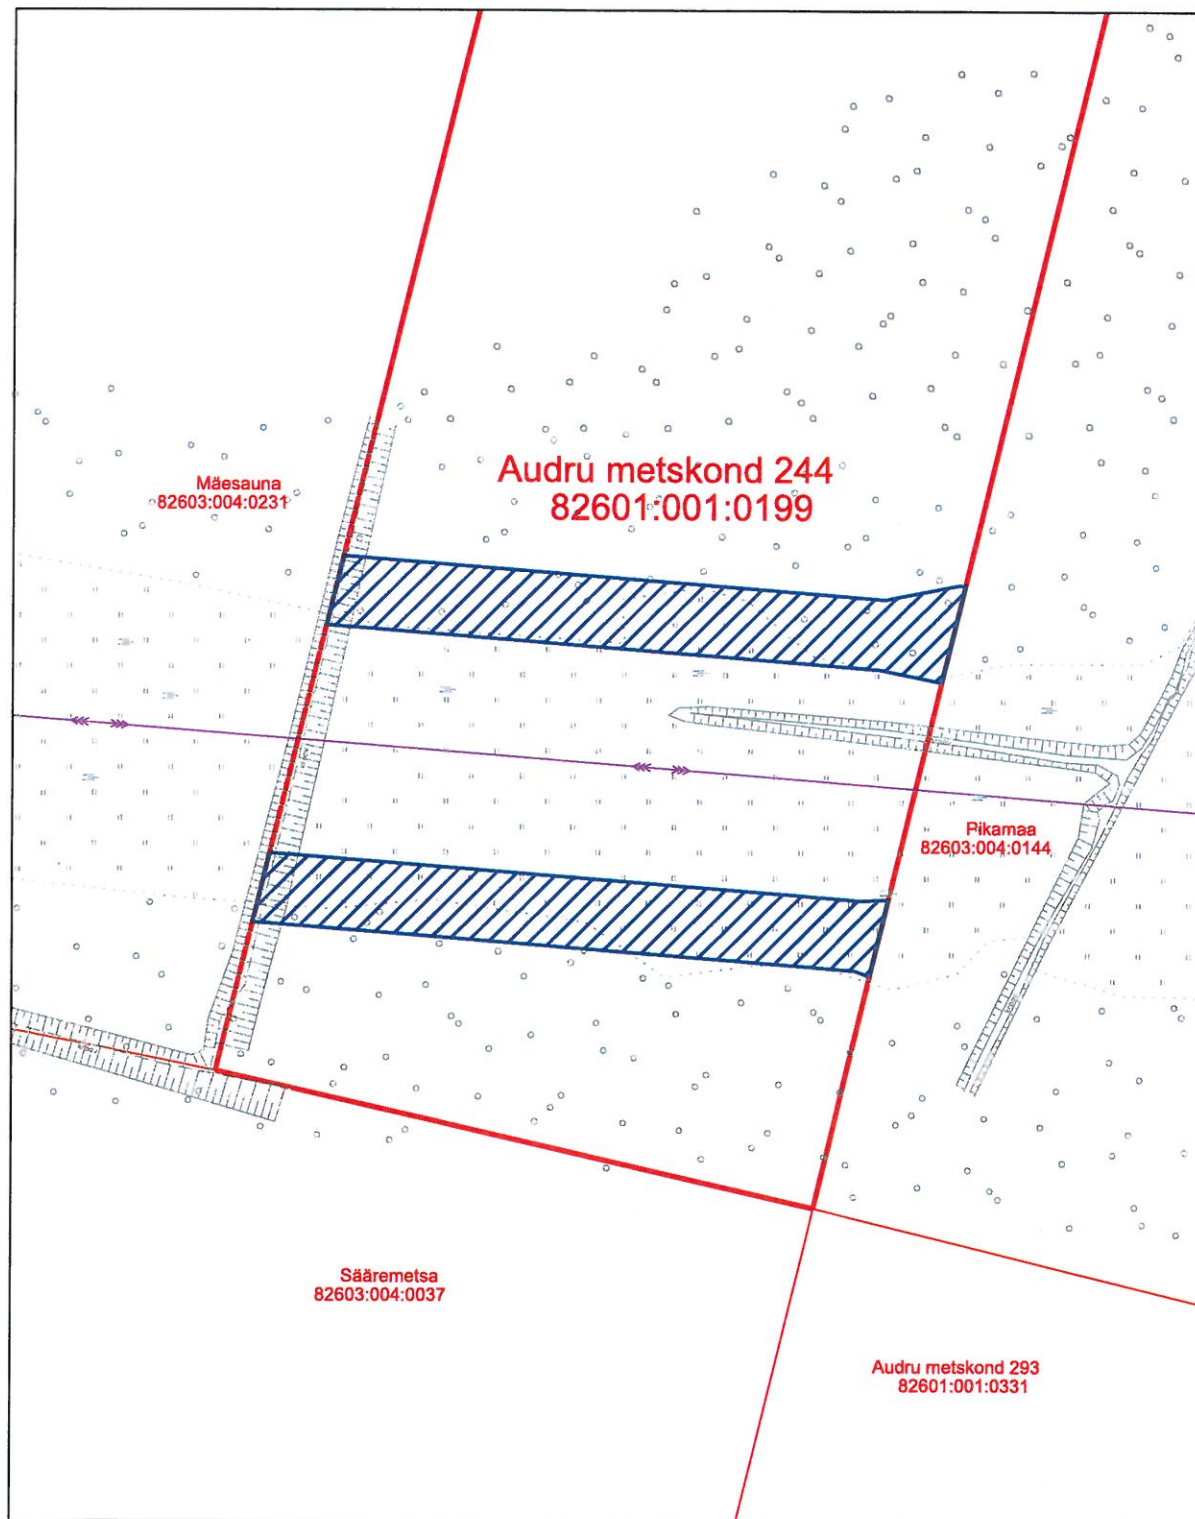 Audru metskond 244
82601:001:0199
Mäesauna
82603:004:0231
Pikamaa
82603:004:0144
Sääremetsa
82603:004:0037
Audru metskond 293
82601:001:0331